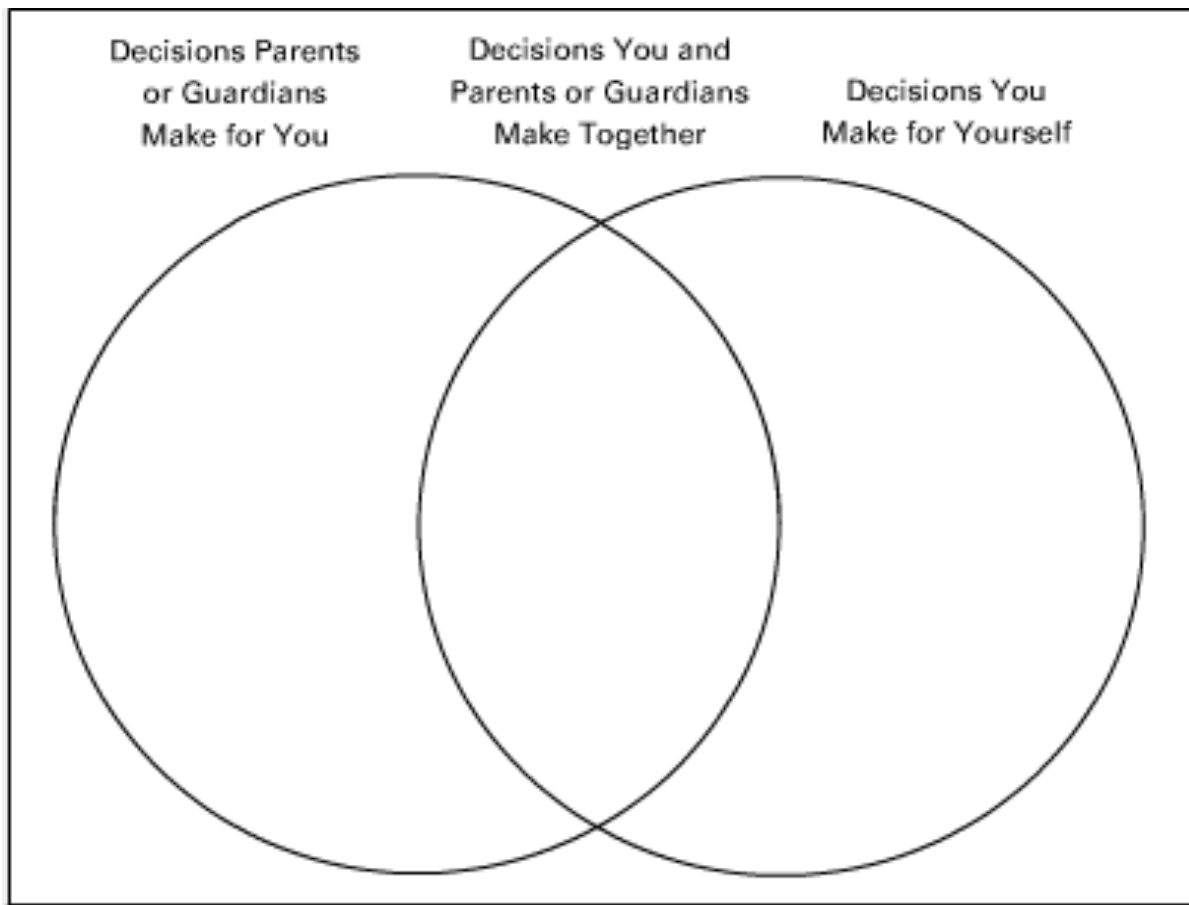 Decisions Parents
or Guardians
Make for You
Decisions You and
Parents or Guardians
Make Together
Decisions You
Make for Yourself